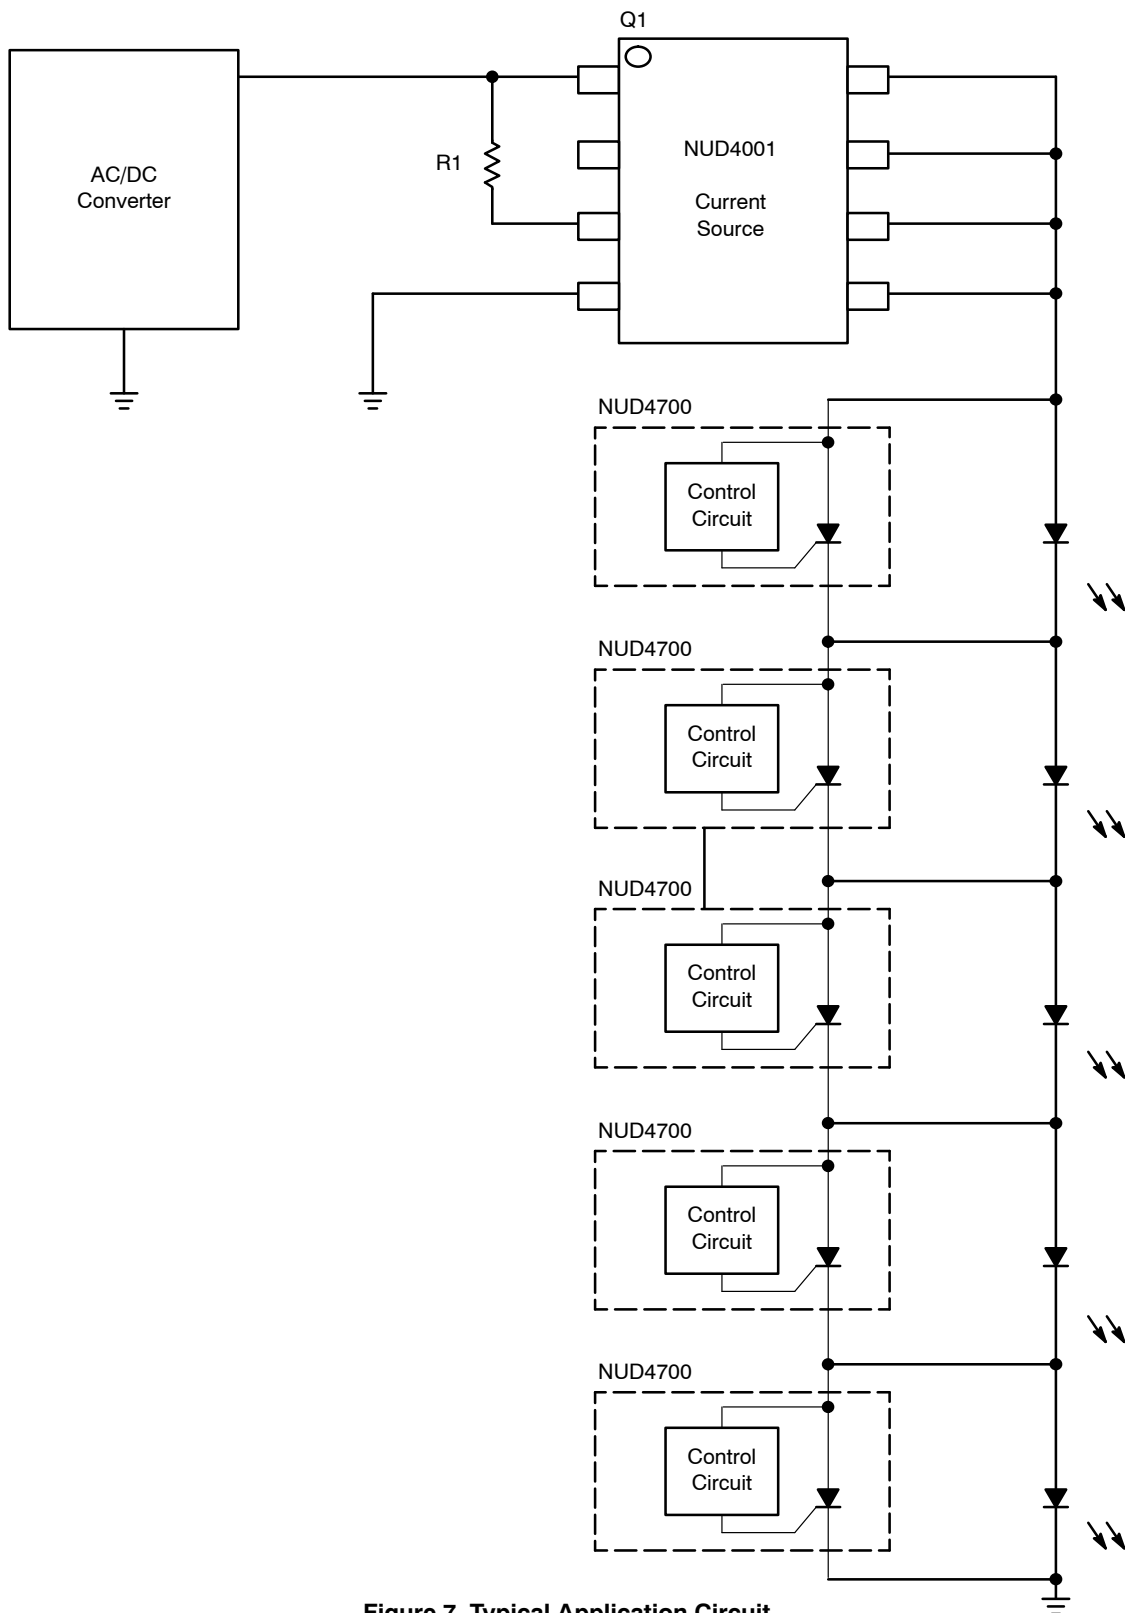 Q1
AC/DC
Converter
R1
NUD4001
Current
Source
NUD4700
Control
Circuit
NUD4700
Control
Circuit
NUD4700
Control
Circuit
NUD4700
Control
Circuit
NUD4700
Control
Circuit
Figure 7. Typical Application Circuit